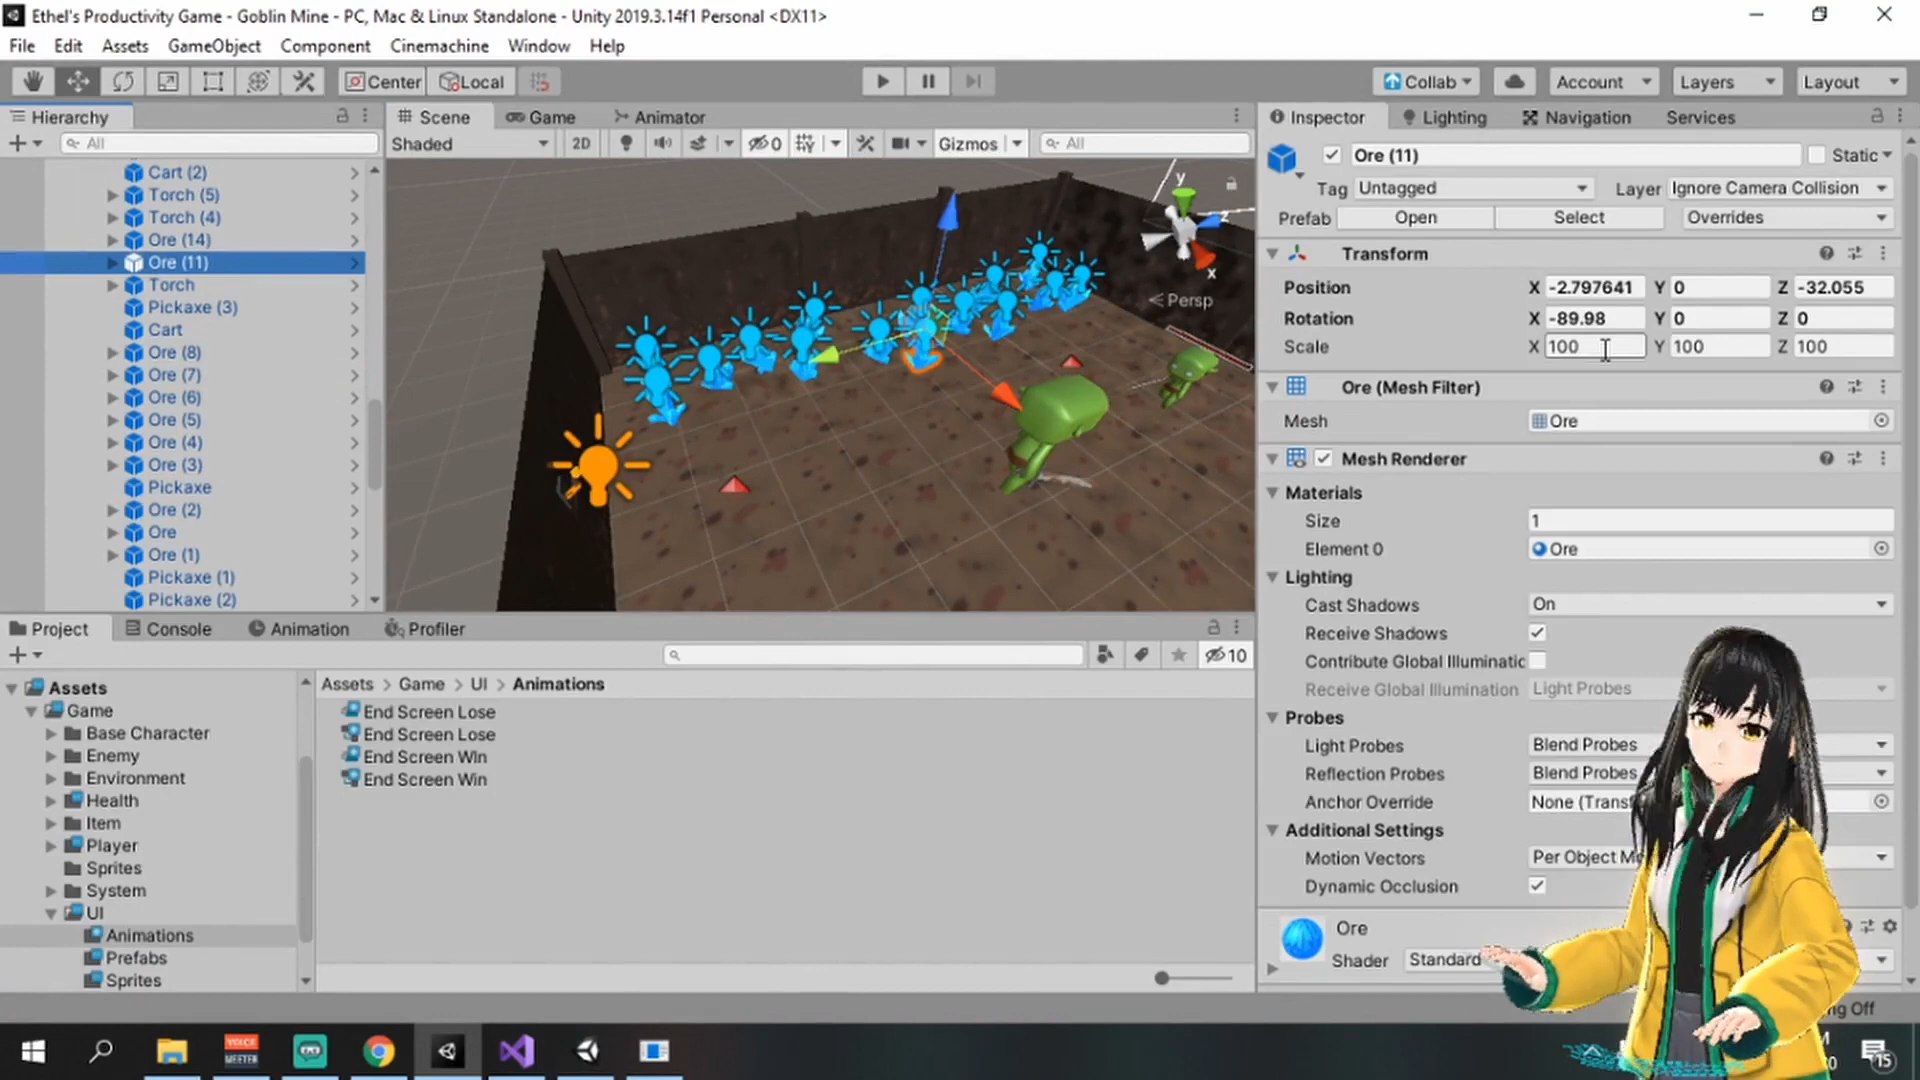 Ethel's Productivity Game - Goblin Mine - PC, Mac & Linux Standalone - Unity 2019.3.14f1 Personal <DX11>
File Edit Assets GameObject Component Cinemachine Window Help
Center Local Collab Account Layers Layout
Hierarchy
All
Cart (2)
Torch (5)
Torch (4)
Ore (14)
Ore (11)
Torch
Pickaxe (3)
Cart
Ore (8)
Ore (7)
Ore (6)
Ore (5)
Ore (4)
Ore (3)
Pickaxe
Ore (2)
Ore
Ore (1)
Pickaxe (1)
Pickaxe (2)
Scene Game Animator
Shaded 2D 0 Gizmos All
y
z
x
Persp
Inspector Lighting Navigation Services
Ore (11) Static
Tag Untagged Layer Ignore Camera Collision
Prefab Open Select Overrides
Transform
Position X -2.797641 Y 0 Z -32.055
Rotation X -89.98 Y 0 Z 0
Scale X 100 Y 100 Z 100
Ore (Mesh Filter)
Mesh Ore
Mesh Renderer
Materials
Size 1
Element 0 Ore
Lighting
Cast Shadows On
Receive Shadows
Contribute Global Illuminatic
Receive Global Illumination Light Probes
Probes
Light Probes Blend Probes
Reflection Probes Blend Probes
Anchor Override None (Trans
Additional Settings
Motion Vectors Per Object M
Dynamic Occlusion
Ore
Shader Standard
Project Console Animation Profiler
10
Assets
Game
Base Character
Enemy
Environment
Health
Item
Player
Sprites
System
UI
Animations
Prefabs
Sprites
Assets > Game > UI > Animations
End Screen Lose
End Screen Lose
End Screen WIn
End Screen Win
ng Off
VOICE
MEETER
15